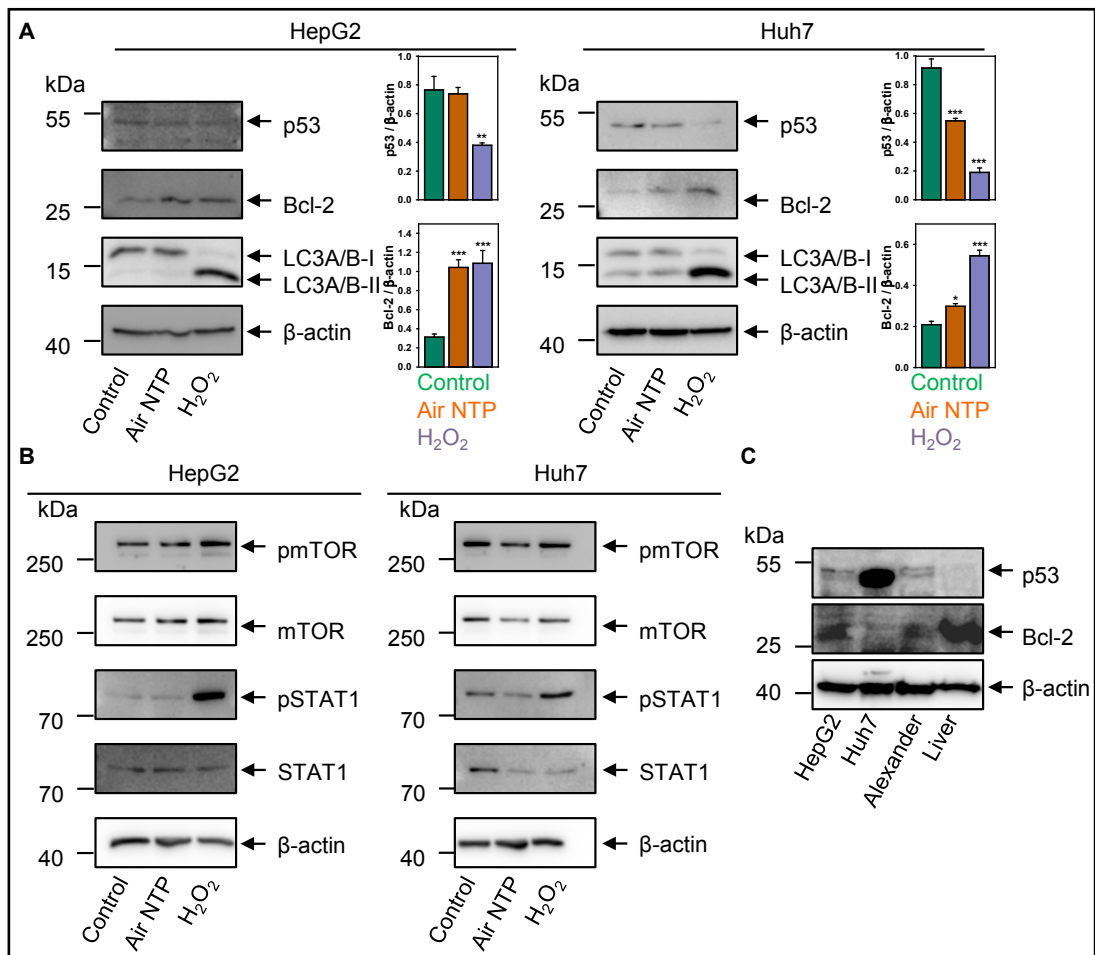 A
HepG2
Huh7
kDa
55
p53
25
Bcl-2
15
LC3A/B-I
LC3A/B-II
40
β-actin
Control
Air NTP
H₂O₂
p53 / β-actin
1.0
0.8
0.6
0.4
0.2
0.0
**
Bcl-2 / β-actin
1.4
1.2
1.0
0.8
0.6
0.4
0.2
0.0
***
***
Control
Air NTP
H₂O₂
kDa
55
p53
25
Bcl-2
15
LC3A/B-I
LC3A/B-II
40
β-actin
Control
Air NTP
H₂O₂
p53 / β-actin
1.0
0.8
0.6
0.4
0.2
0.0
***
***
Bcl-2 / β-actin
0.6
0.4
0.2
0.0
*
***
Control
Air NTP
H₂O₂
B
HepG2
kDa
250
pmTOR
250
mTOR
70
pSTAT1
70
STAT1
40
β-actin
Control
Air NTP
H₂O₂
Huh7
kDa
250
pmTOR
250
mTOR
70
pSTAT1
70
STAT1
40
β-actin
Control
Air NTP
H₂O₂
C
kDa
55
p53
25
Bcl-2
40
β-actin
HepG2
Huh7
Alexander
Liver